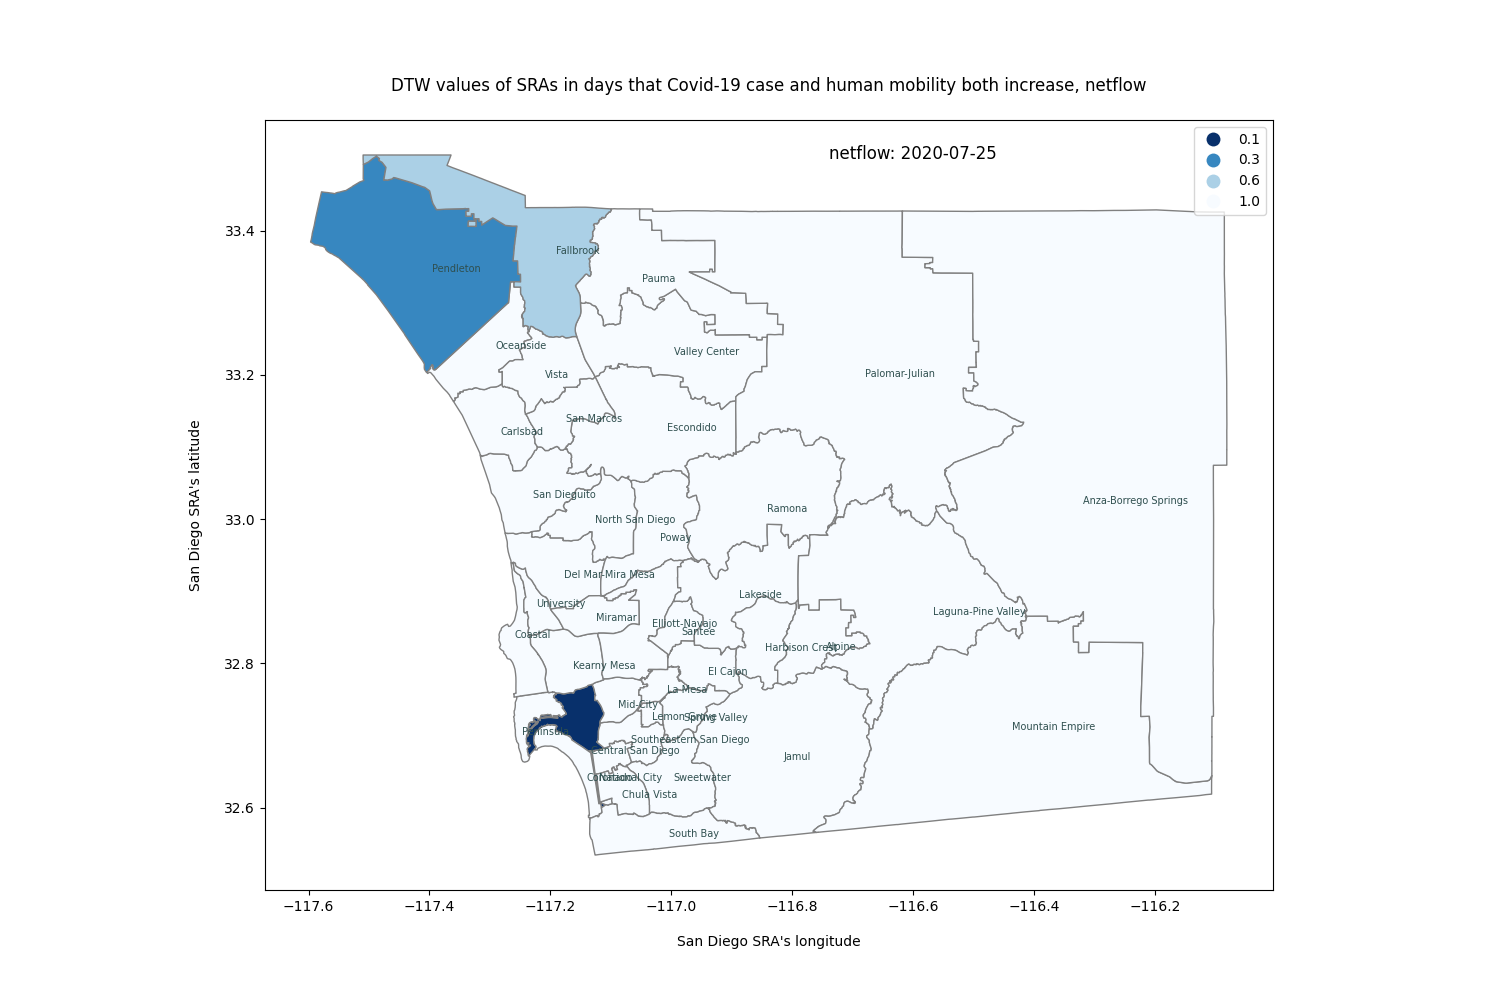 DTW values of SRAs in days that Covid-19 case and human mobility both increase, netflow
netflow: 2020-07-25
0.1
0.3
0.6
1.0
33.4
33.2
33.0
32.8
32.6
San Diego SRA's latitude
Fallbrook
Pendleton
Pauma
Oceanside
Valley Center
Vista
Palomar-Julian
San Marcos
Carlsbad
Escondido
San Dieguito
Anza-Borrego Springs
Ramona
North San Diego
Poway
Del Mar-Mira Mesa
Lakeside
University
Miramar
Laguna-Pine Valley
Elliott-Navajo
Santee
Coastal
Harbison Crest
Alpine
Kearny Mesa
El Cajon
La Mesa
Mid-City
Lemon Grove
Spring Valley
Mountain Empire
Peninsula
Southeastern San Diego
Central San Diego
Jamul
Coronado
National City
Sweetwater
Chula Vista
South Bay
−117.6
−117.4
−117.2
−117.0
−116.8
−116.6
−116.4
−116.2
San Diego SRA's longitude